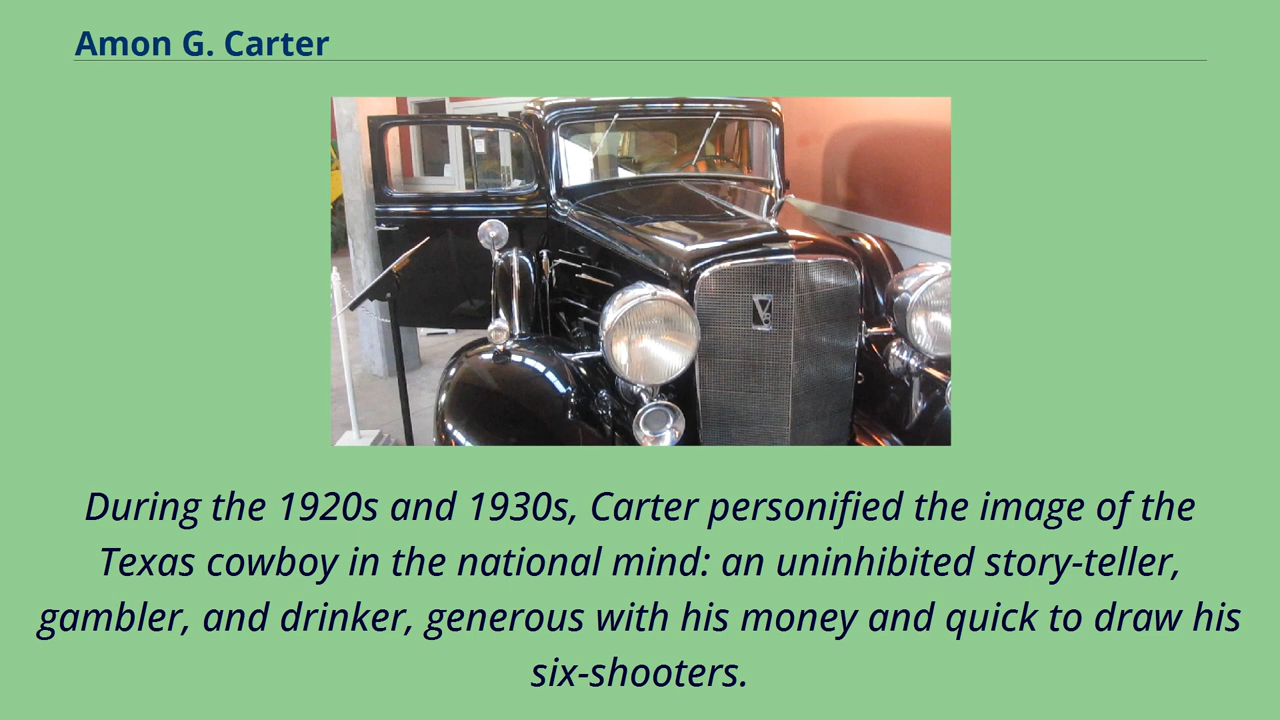 Amon G. Carter
V8
During the 1920s and 1930s, Carter personified the image of the
Texas cowboy in the national mind: an uninhibited story-teller,
gambler, and drinker, generous with his money and quick to draw his
six-shooters.